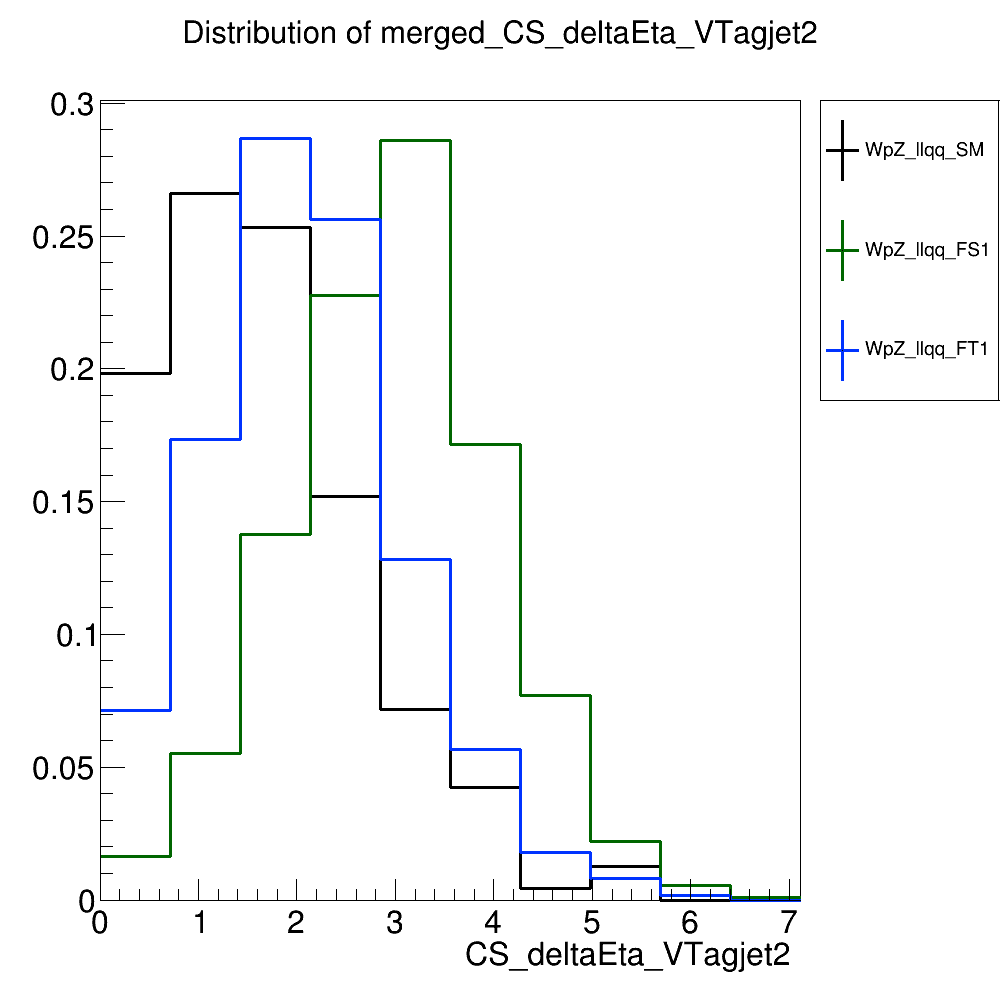 Distribution of merged_CS_deltaEta_VTagjet2
0.3
0.25
0.2
0.15
0.1
0.05
0
0 1 2 3 4 5 6 7
CS_deltaEta_VTagjet2
WpZ_llqq_SM
WpZ_llqq_FS1
WpZ_llqq_FT1